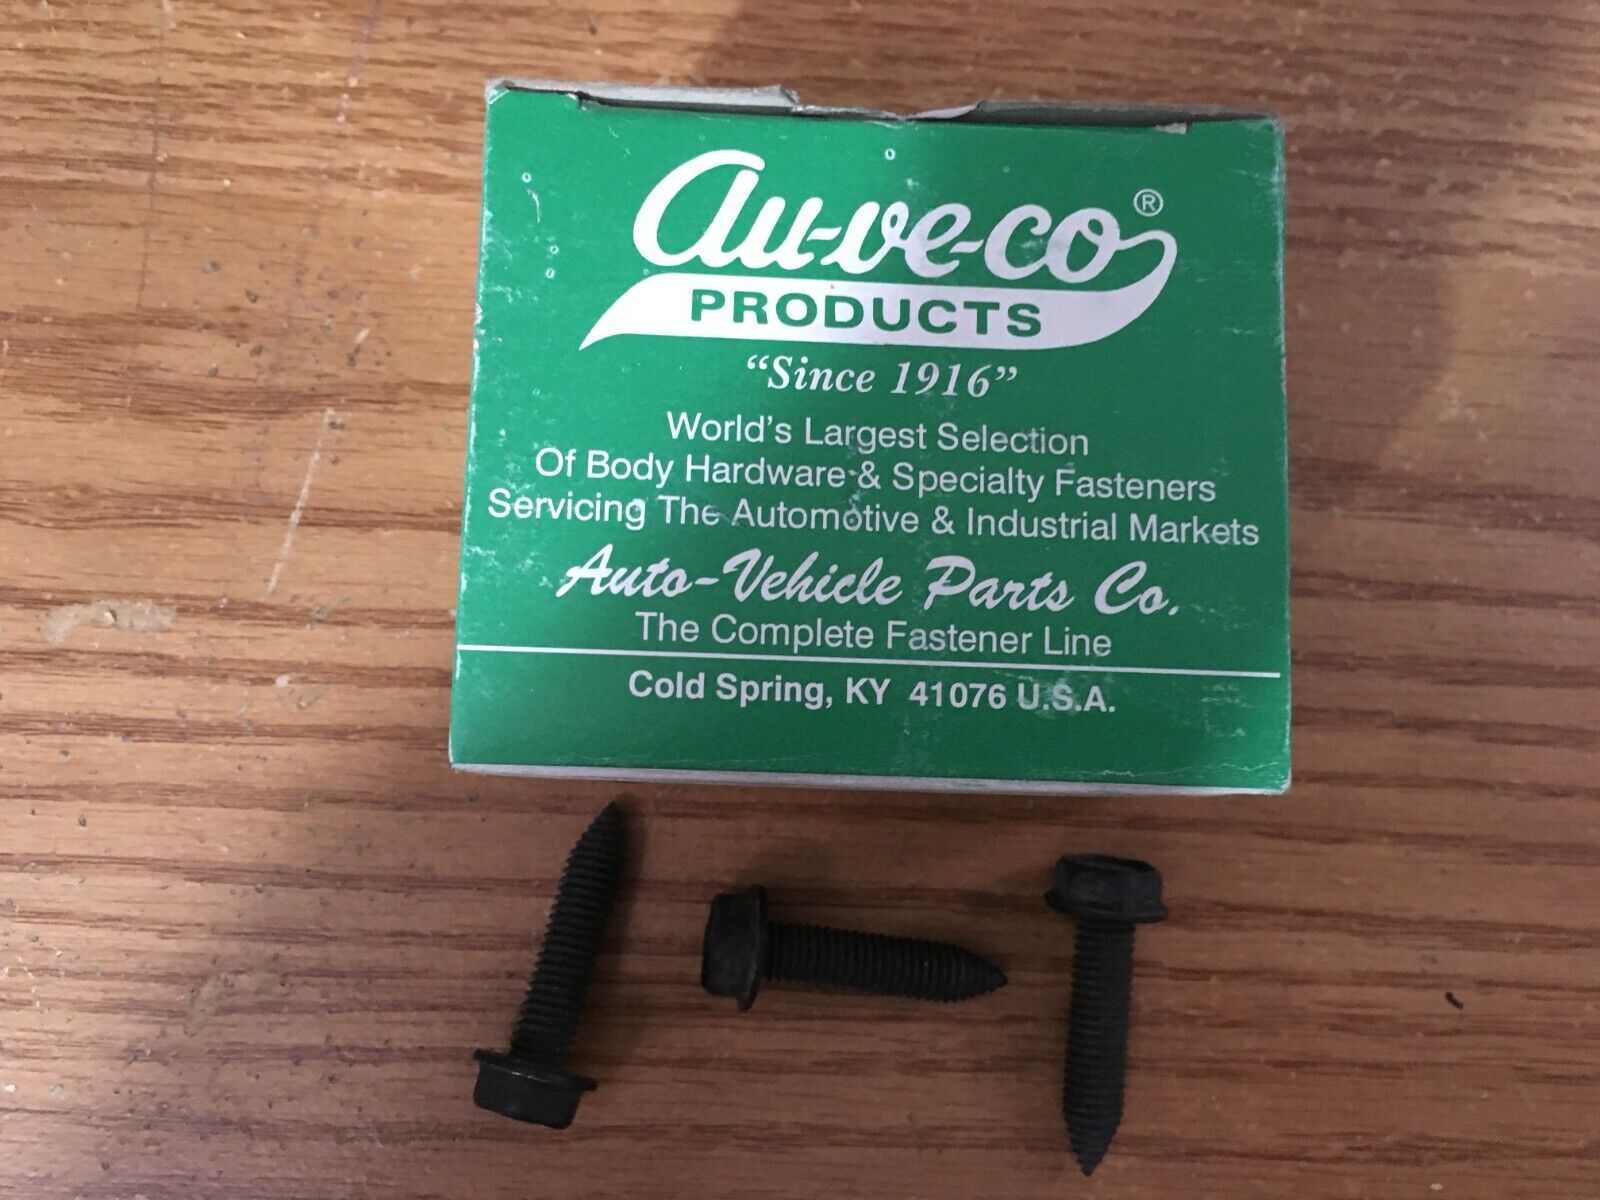 au-ve-co®
PRODUCTS
“Since 1916”
World's Largest Selection
Of Body Hardware & Specialty Fasteners
Servicing The Automotive & Industrial Markets
Auto-Vehicle Parts Co.
The Complete Fastener Line
Cold Spring, KY 41076 U.S.A.